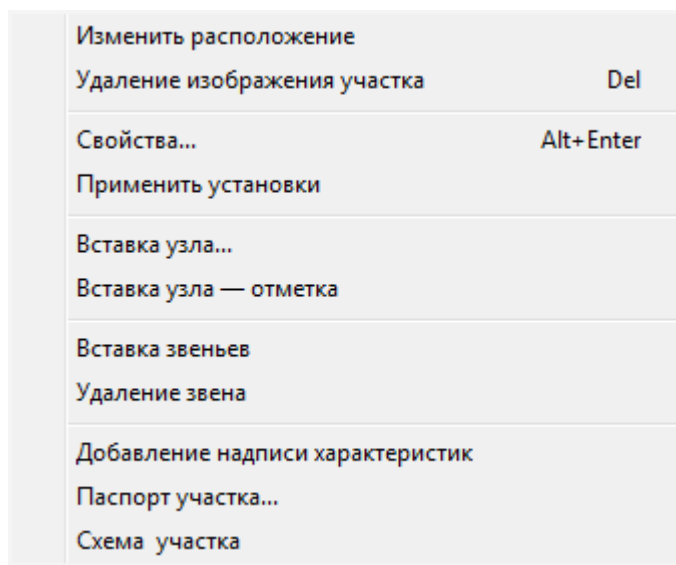 Изменить расположение
Удаление изображения участка Del
Свойства... Alt+Enter
Применить установки
Вставка узла...
Вставка узла — отметка
Вставка звеньев
Удаление звена
Добавление надписи характеристик
Паспорт участка...
Схема  участка